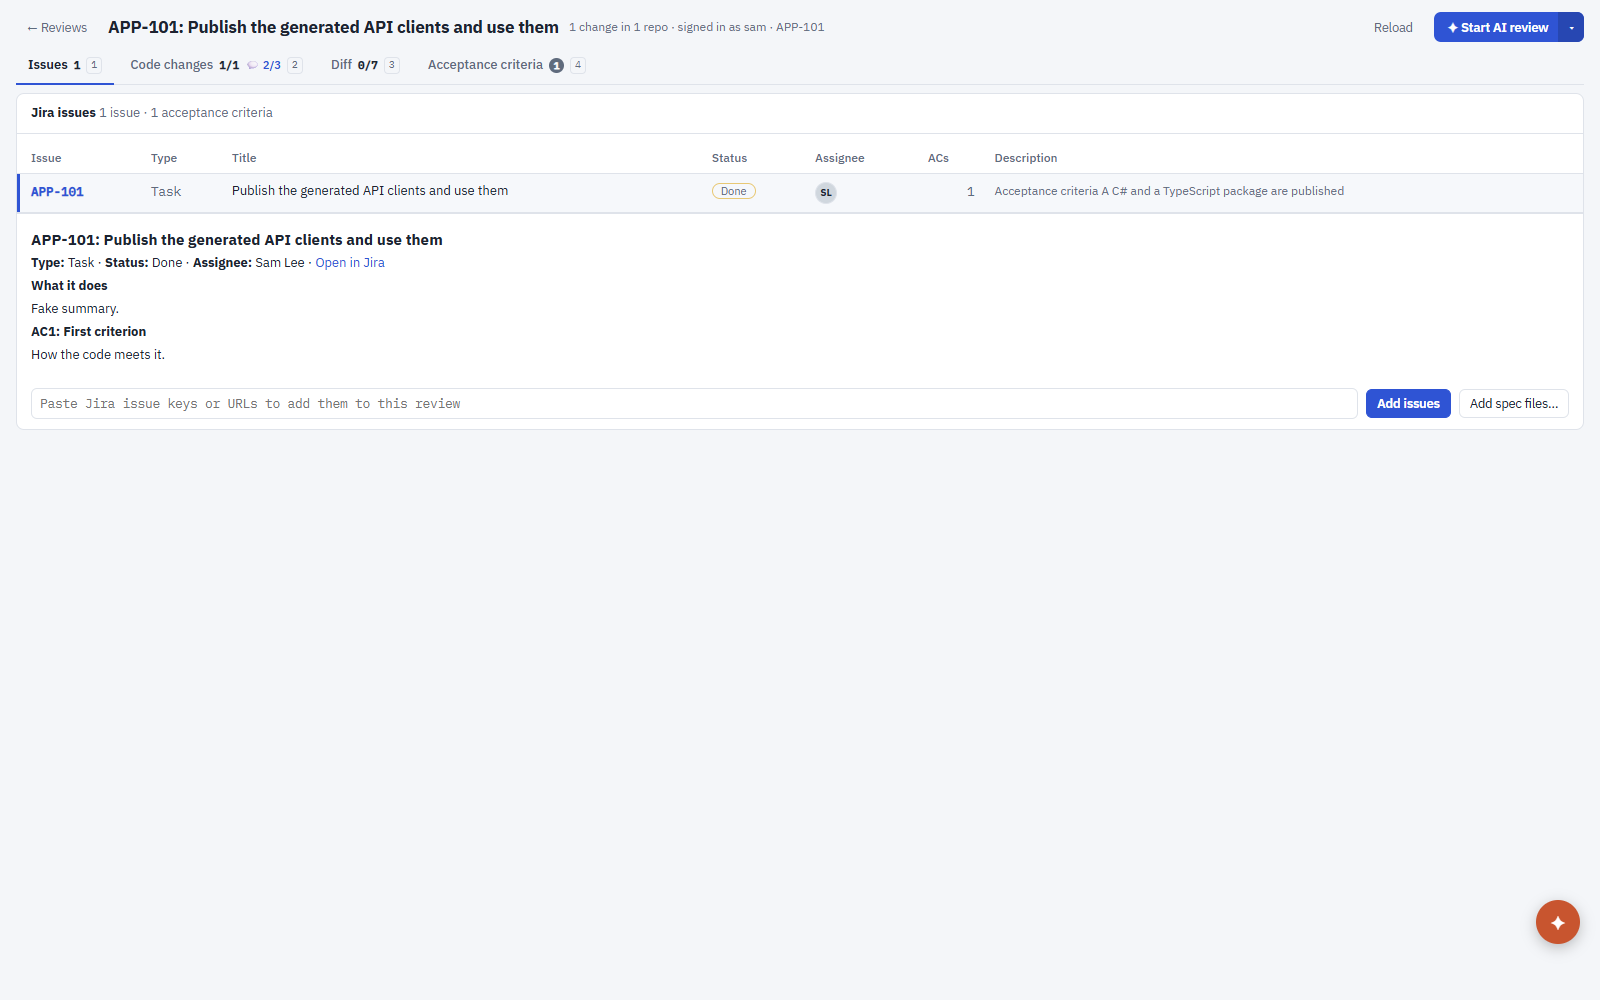 ← Reviews APP-101: Publish the generated API clients and use them 1 change in 1 repo · signed in as sam · APP-101 Reload ✦ Start AI review
Issues 1 1 Code changes 1/1 2/3 2 Diff 0/7 3 Acceptance criteria 1 4
Jira issues 1 issue · 1 acceptance criteria
Issue Type Title Status Assignee ACs Description
APP-101 Task Publish the generated API clients and use them Done SL 1 Acceptance criteria A C# and a TypeScript package are published
APP-101: Publish the generated API clients and use them
Type: Task · Status: Done · Assignee: Sam Lee · Open in Jira
What it does
Fake summary.
AC1: First criterion
How the code meets it.
Paste Jira issue keys or URLs to add them to this review Add issues Add spec files...